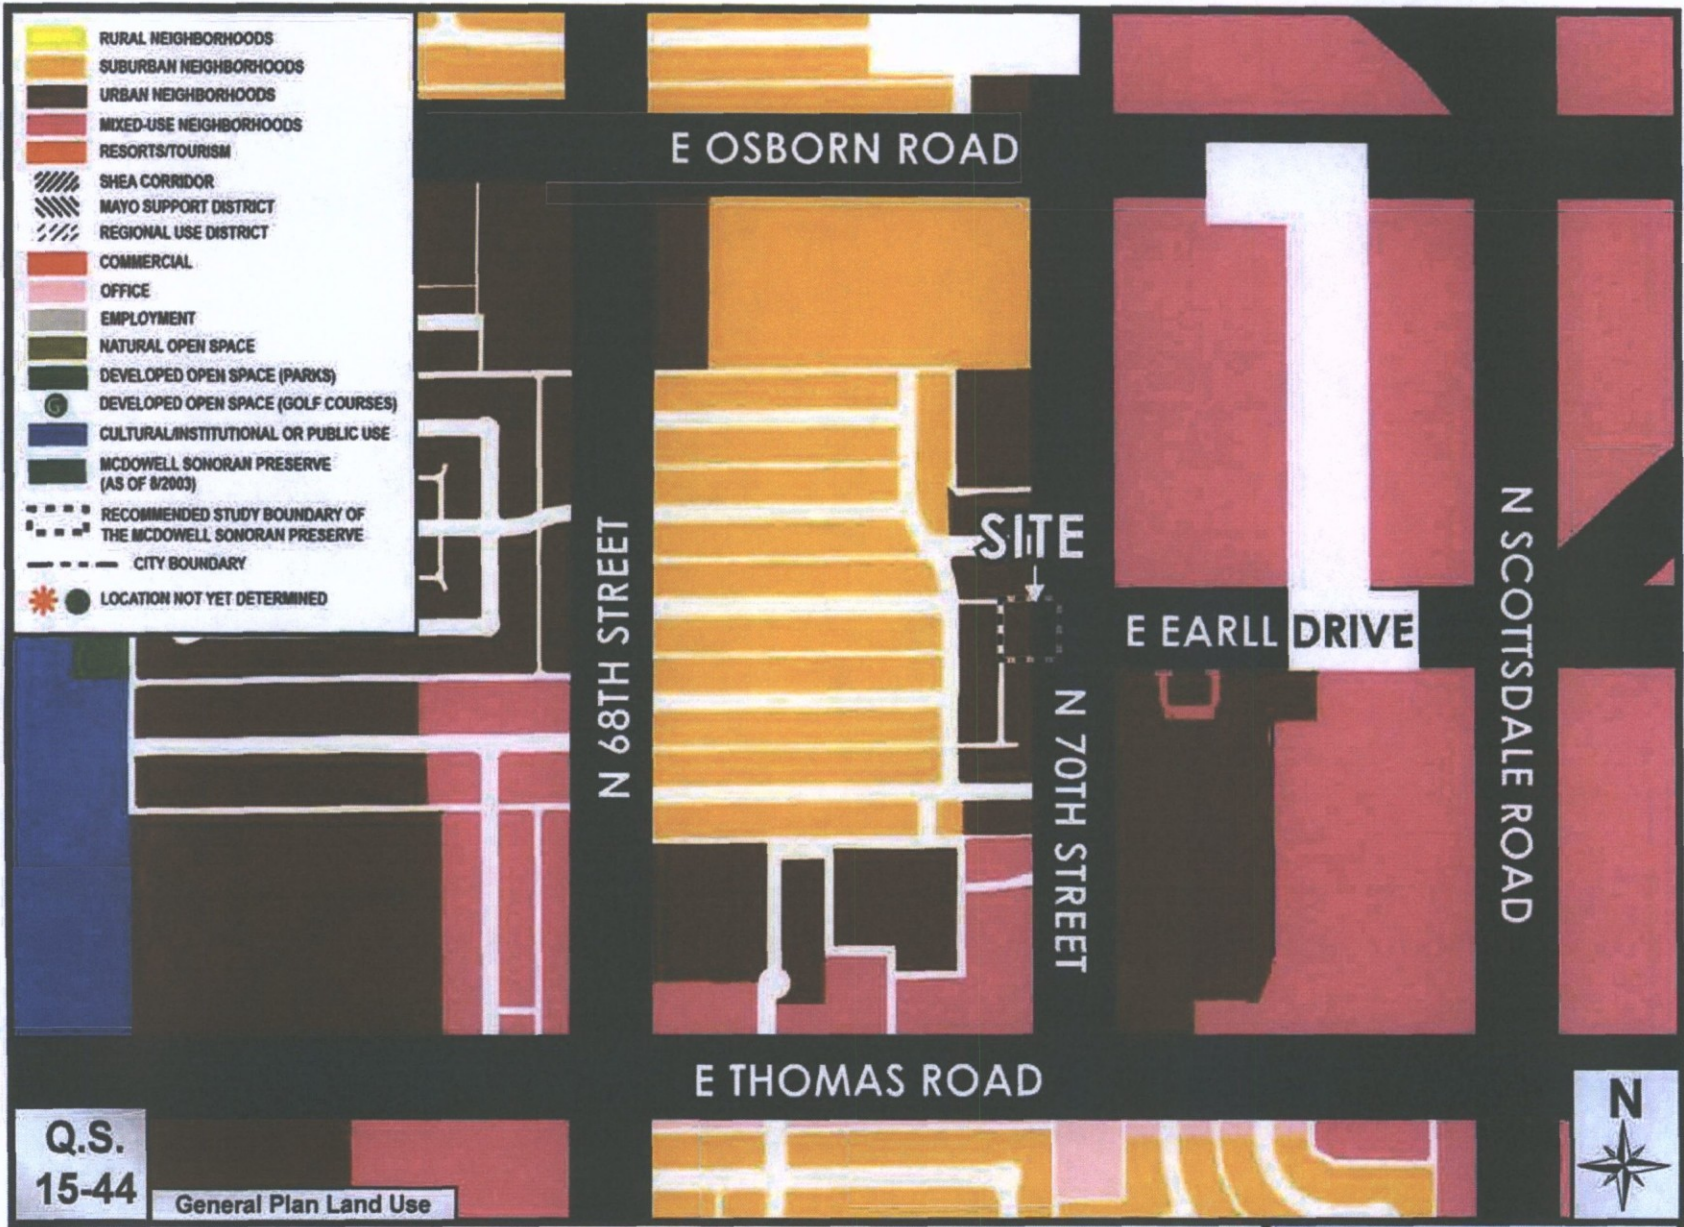 RURAL NEIGHBORHOODS
SUBURBAN NEIGHBORHOODS
URBAN NEIGHBORHOODS
MIXED-USE NEIGHBORHOODS
RESORTS/TOURISM
SHEA CORRIDOR
MAYO SUPPORT DISTRICT
REGIONAL USE DISTRICT
COMMERCIAL
OFFICE
EMPLOYMENT
NATURAL OPEN SPACE
DEVELOPED OPEN SPACE (PARKS)
G
DEVELOPED OPEN SPACE (GOLF COURSES)
CULTURAL/INSTITUTIONAL OR PUBLIC USE
MCDOWELL SONORAN PRESERVE
(AS OF 8/2003)
RECOMMENDED STUDY BOUNDARY OF
THE MCDOWELL SONORAN PRESERVE
CITY BOUNDARY
LOCATION NOT YET DETERMINED
E OSBORN ROAD
SITE
N 68TH STREET
E EARLL DRIVE
N 70TH STREET
N SCOTTSDALE ROAD
E THOMAS ROAD
Q.S.
15-44
General Plan Land Use
N